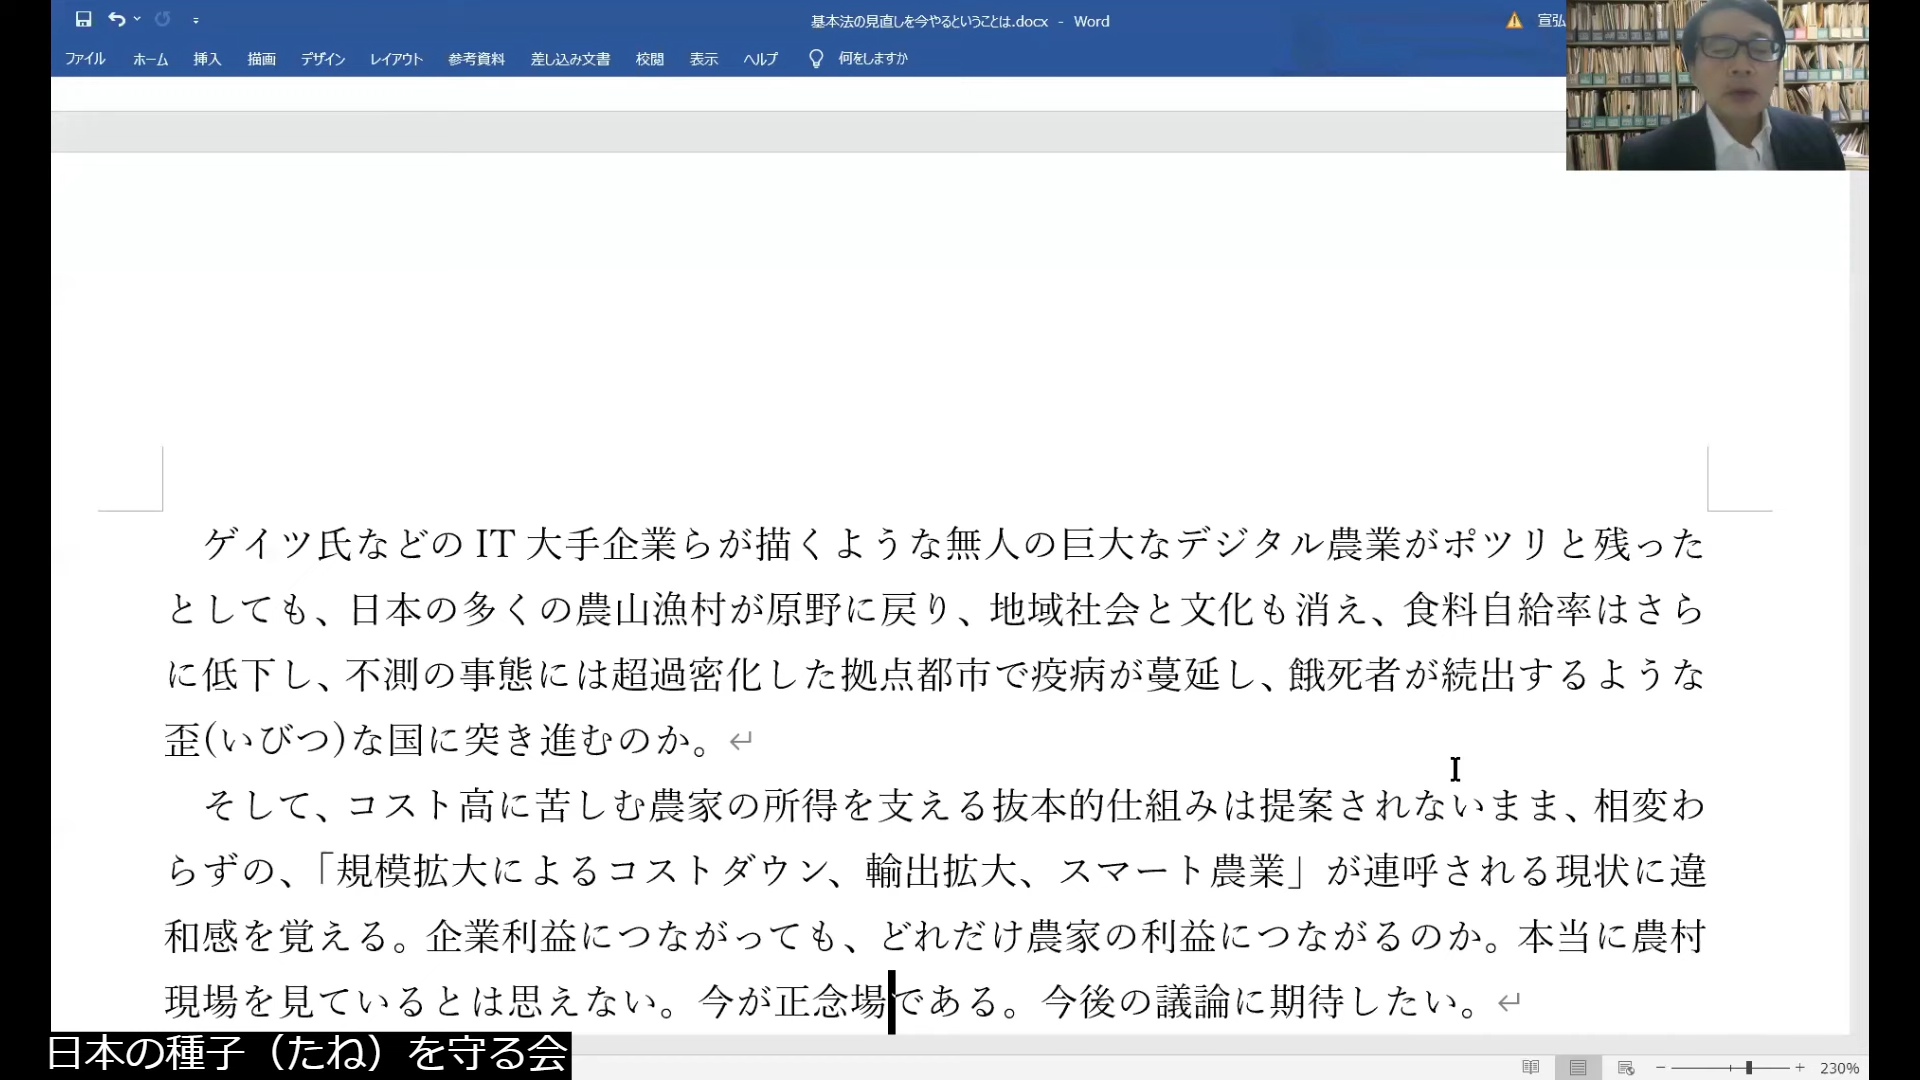 基本法の見直しを今やるということは.docx - Word
宣弘
ファイル ホーム 挿入 描画 デザイン レイアウト 参考資料 差し込み文書 校閲 表示 ヘルプ 何をしますか
ゲイツ氏などの IT 大手企業らが描くような無人の巨大なデジタル農業がポツリと残った
としても、日本の多くの農山漁村が原野に戻り、地域社会と文化も消え、食料自給率はさら
に低下し、不測の事態には超過密化した拠点都市で疫病が蔓延し、餓死者が続出するような
歪(いびつ)な国に突き進むのか。
そして、コスト高に苦しむ農家の所得を支える抜本的仕組みは提案されないまま、相変わ
らずの、「規模拡大によるコストダウン、輸出拡大、スマート農業」が連呼される現状に違
和感を覚える。企業利益につながっても、どれだけ農家の利益につながるのか。本当に農村
現場を見ているとは思えない。今が正念場である。今後の議論に期待したい。
日本の種子（たね）を守る会
230%